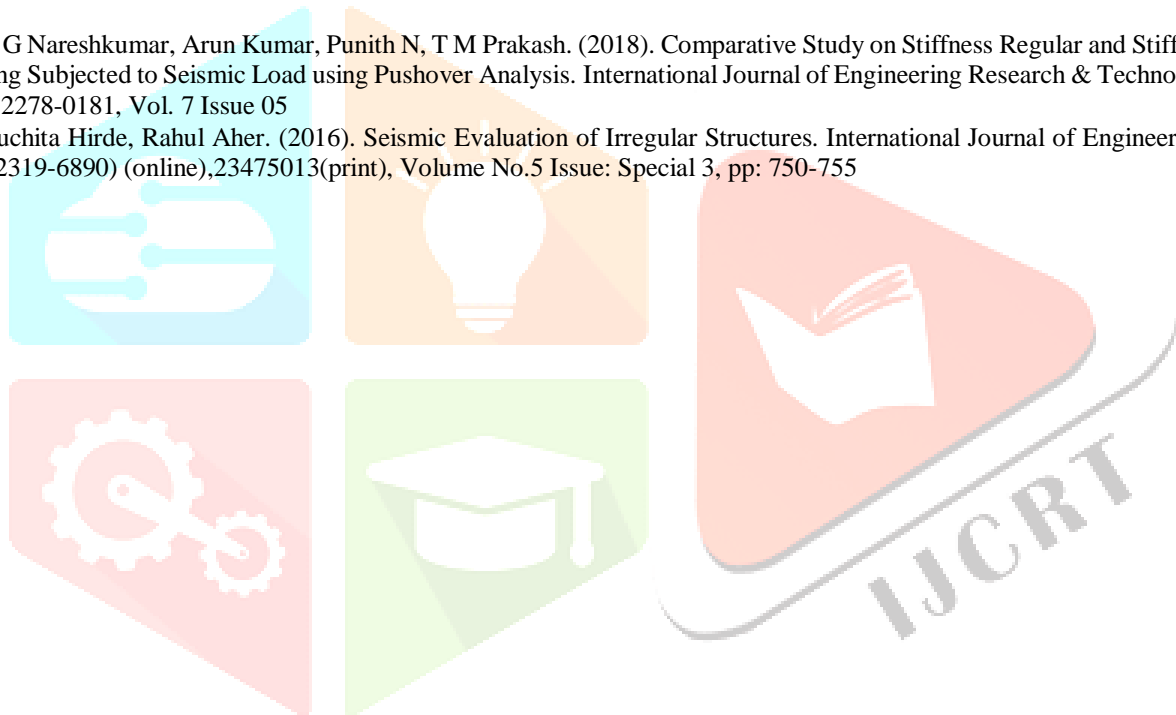 G Nareshkumar, Arun Kumar, Punith N, T M Prakash. (2018). Comparative Study on Stiffness Regular and Stiff
ng Subjected to Seismic Load using Pushover Analysis. International Journal of Engineering Research & Techno
2278-0181, Vol. 7 Issue 05
uchita Hirde, Rahul Aher. (2016). Seismic Evaluation of Irregular Structures. International Journal of Engineer
2319-6890) (online),23475013(print), Volume No.5 Issue: Special 3, pp: 750-755
IJCRT